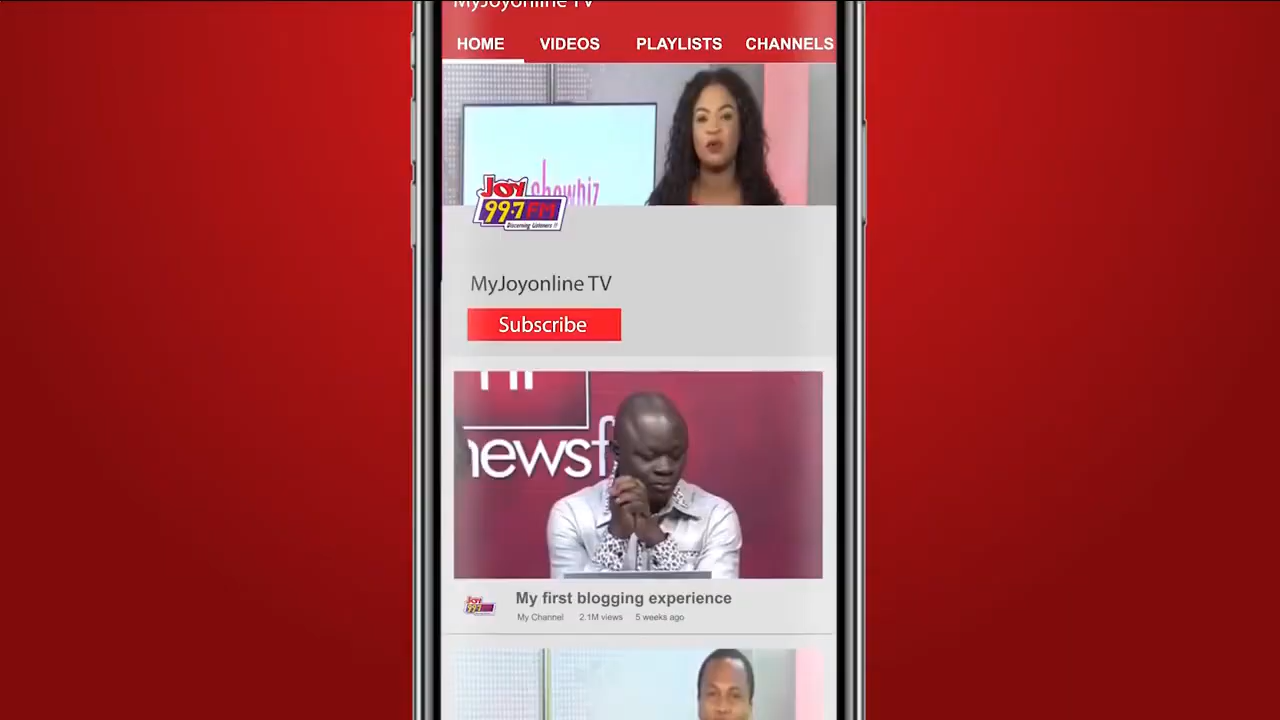 MyJoyonline TV
HOME VIDEOS PLAYLISTS CHANNELS
showbiz
JOY
99.7 FM
Discerning Listeners !!
MyJoyonline TV
Subscribe
newsf
My first blogging experience
My Channel 2.1M views 5 weeks ago